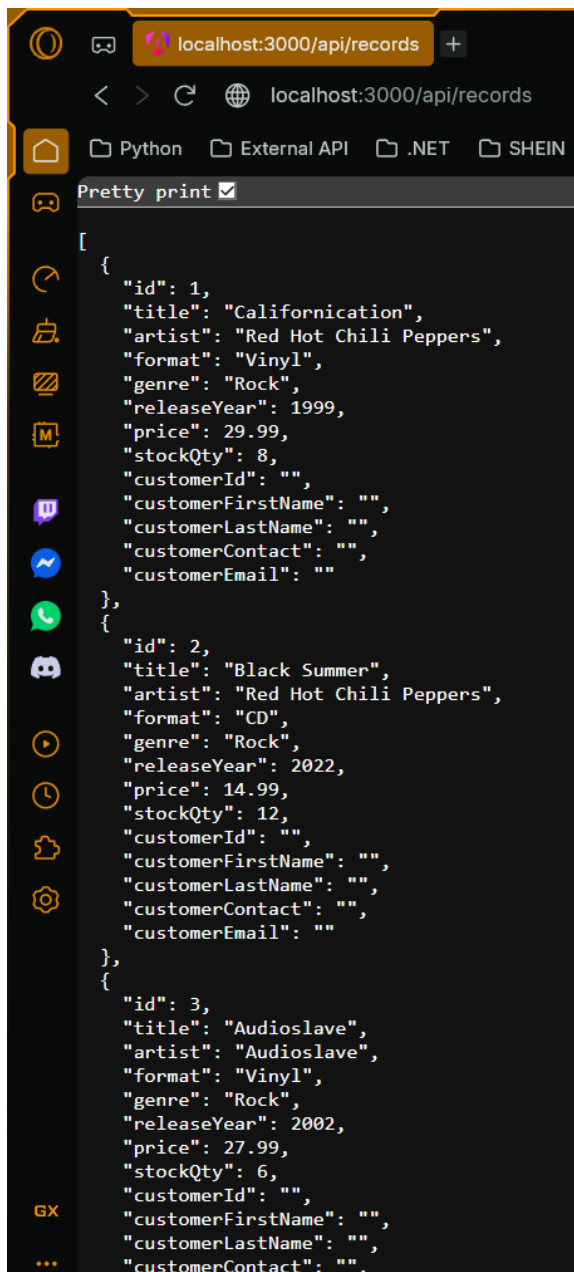 localhost:3000/api/records
localhost:3000/api/records
Python External API .NET SHEIN
Pretty print
[
  {
    "id": 1,
    "title": "Californication",
    "artist": "Red Hot Chili Peppers",
    "format": "Vinyl",
    "genre": "Rock",
    "releaseYear": 1999,
    "price": 29.99,
    "stockQty": 8,
    "customerId": "",
    "customerFirstName": "",
    "customerLastName": "",
    "customerContact": "",
    "customerEmail": ""
  },
  {
    "id": 2,
    "title": "Black Summer",
    "artist": "Red Hot Chili Peppers",
    "format": "CD",
    "genre": "Rock",
    "releaseYear": 2022,
    "price": 14.99,
    "stockQty": 12,
    "customerId": "",
    "customerFirstName": "",
    "customerLastName": "",
    "customerContact": "",
    "customerEmail": ""
  },
  {
    "id": 3,
    "title": "Audioslave",
    "artist": "Audioslave",
    "format": "Vinyl",
    "genre": "Rock",
    "releaseYear": 2002,
    "price": 27.99,
    "stockQty": 6,
    "customerId": "",
    "customerFirstName": "",
    "customerLastName": "",
    "customerContact": "",
M
GX